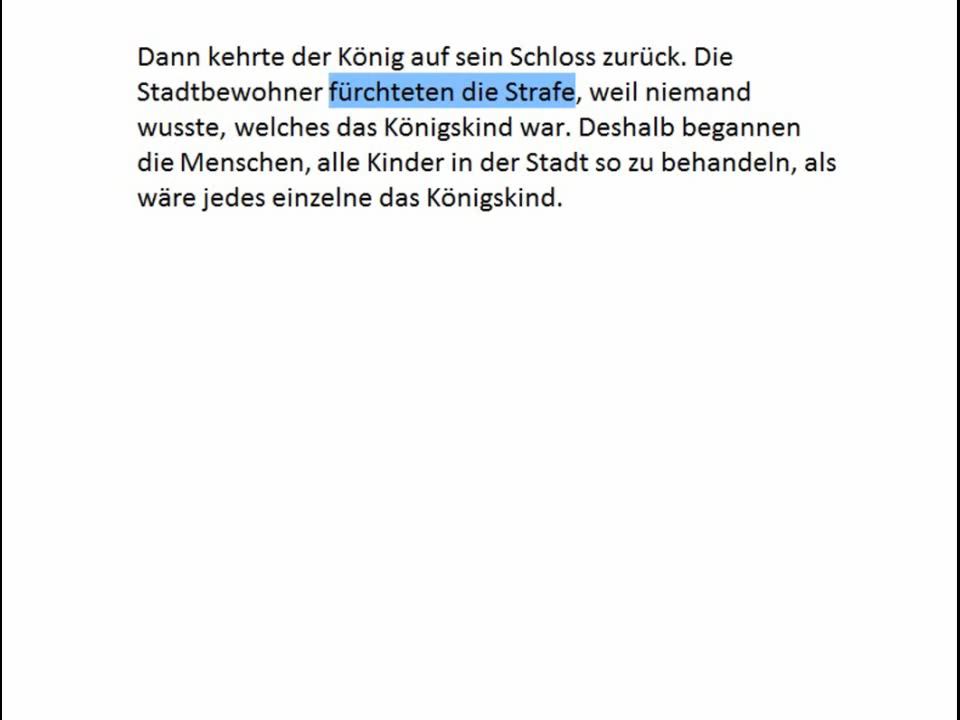 Dann kehrte der König auf sein Schloss zurück. Die
Stadtbewohner fürchteten die Strafe, weil niemand
wusste, welches das Königskind war. Deshalb begannen
die Menschen, alle Kinder in der Stadt so zu behandeln, als
wäre jedes einzelne das Königskind.